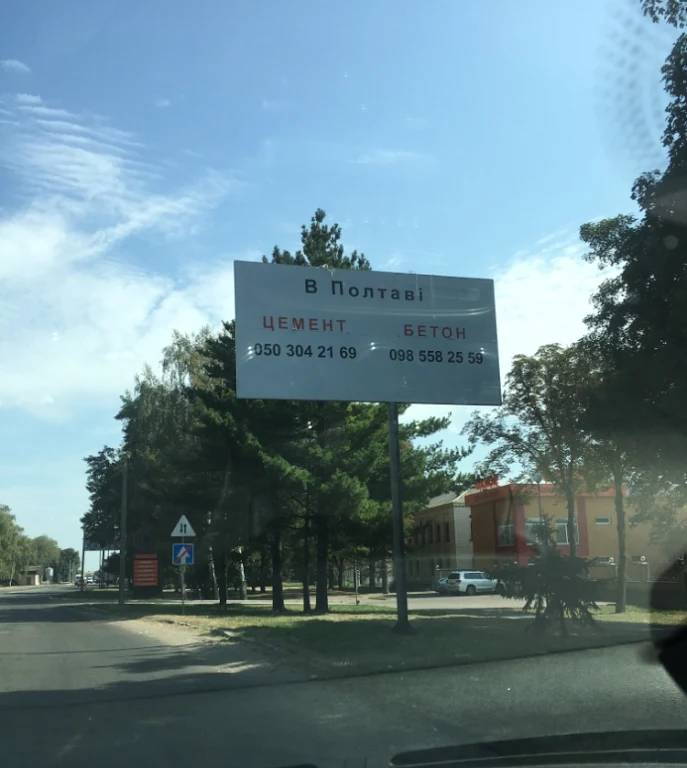 В Полтаві
ЦЕМЕНТ БЕТОН
050 304 21 69 098 558 25 59